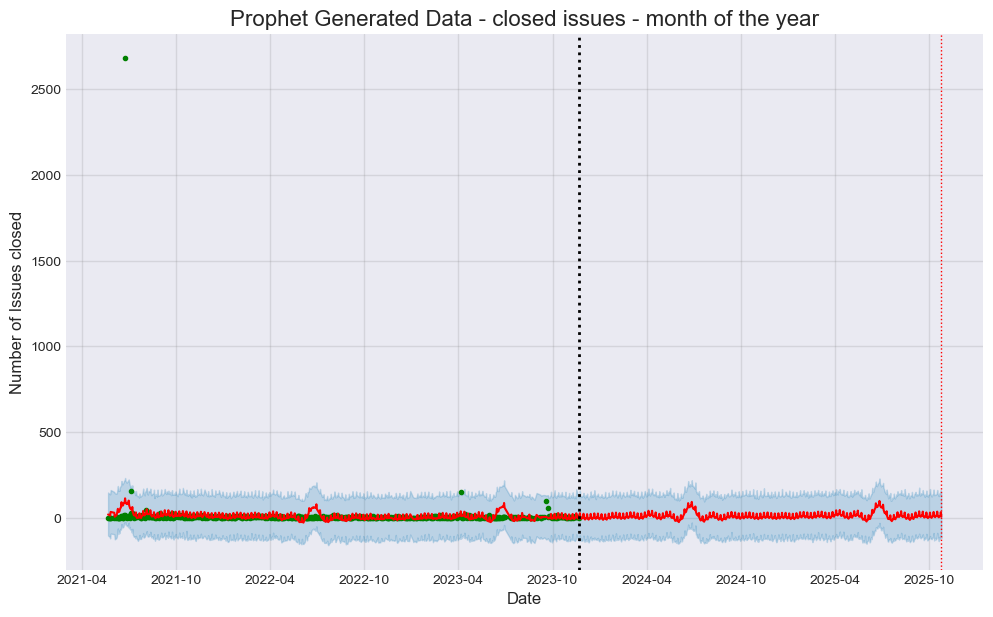 Prophet Generated Data - closed issues - month of the year
Number of Issues closed
2500
2000
1500
1000
500
0
2021-04 2021-10 2022-04 2022-10 2023-04 2023-10 2024-04 2024-10 2025-04 2025-10
Date